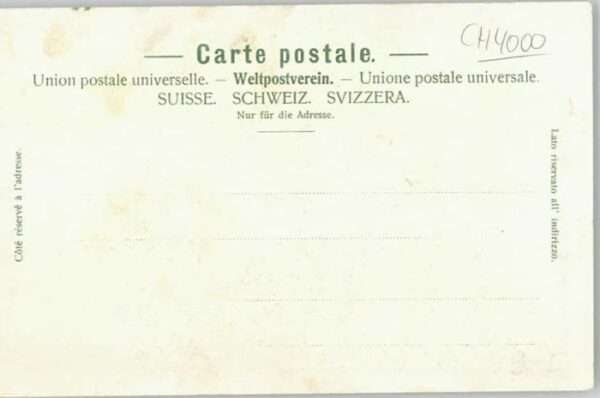 CH4000
— Carte postale. —
Union postale universelle. — Weltpostverein. — Unione postale universale.
SUISSE. SCHWEIZ. SVIZZERA.
Nur für die Adresse.
Côté réservé à l'adresse.
Lato riservato all' indirizzo.